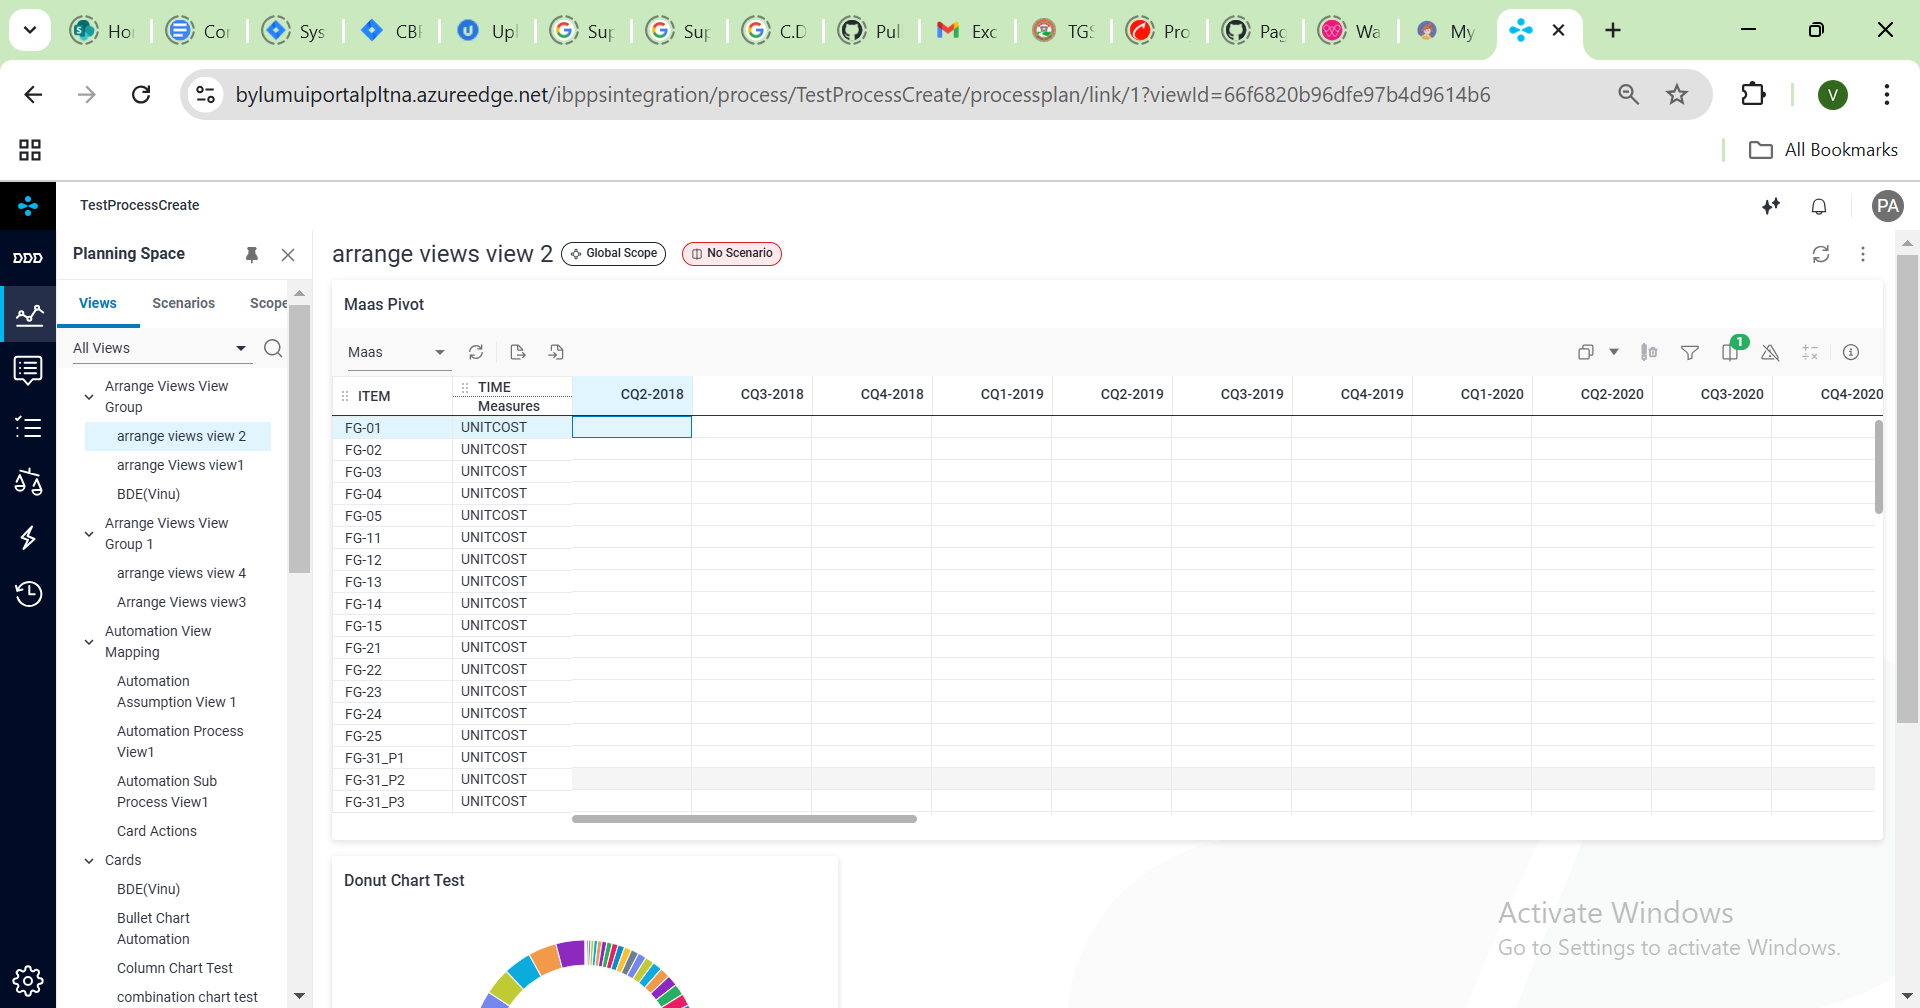 Ho
Co
Sys
CBP
Upl
Sup
Sup
C.D
Pul
Exc
TGS
Pro
Pag
Wa
My
bylumuiportalpltna.azureedge.net/ibppsintegration/process/TestProcessCreate/processplan/link/1?viewId=66f6820b96dfe97b4d9614b6
V
All Bookmarks
TestProcessCreate
PA
DDD
Planning Space
Views
Scenarios
Scope
All Views
Arrange Views View
Group
arrange views view 2
arrange Views view1
BDE(Vinu)
Arrange Views View
Group 1
arrange views view 4
Arrange Views view3
Automation View
Mapping
Automation
Assumption View 1
Automation Process
View1
Automation Sub
Process View1
Card Actions
Cards
BDE(Vinu)
Bullet Chart
Automation
Column Chart Test
combination chart test
arrange views view 2
Global Scope
No Scenario
Maas Pivot
Maas
1
ITEM
TIME
Measures
CQ2-2018 CQ3-2018 CQ4-2018 CQ1-2019 CQ2-2019 CQ3-2019 CQ4-2019 CQ1-2020 CQ2-2020 CQ3-2020 CQ4-2020
FG-01 UNITCOST
FG-02 UNITCOST
FG-03 UNITCOST
FG-04 UNITCOST
FG-05 UNITCOST
FG-11 UNITCOST
FG-12 UNITCOST
FG-13 UNITCOST
FG-14 UNITCOST
FG-15 UNITCOST
FG-21 UNITCOST
FG-22 UNITCOST
FG-23 UNITCOST
FG-24 UNITCOST
FG-25 UNITCOST
FG-31_P1 UNITCOST
FG-31_P2 UNITCOST
FG-31_P3 UNITCOST
Donut Chart Test
Activate Windows
Go to Settings to activate Windows.